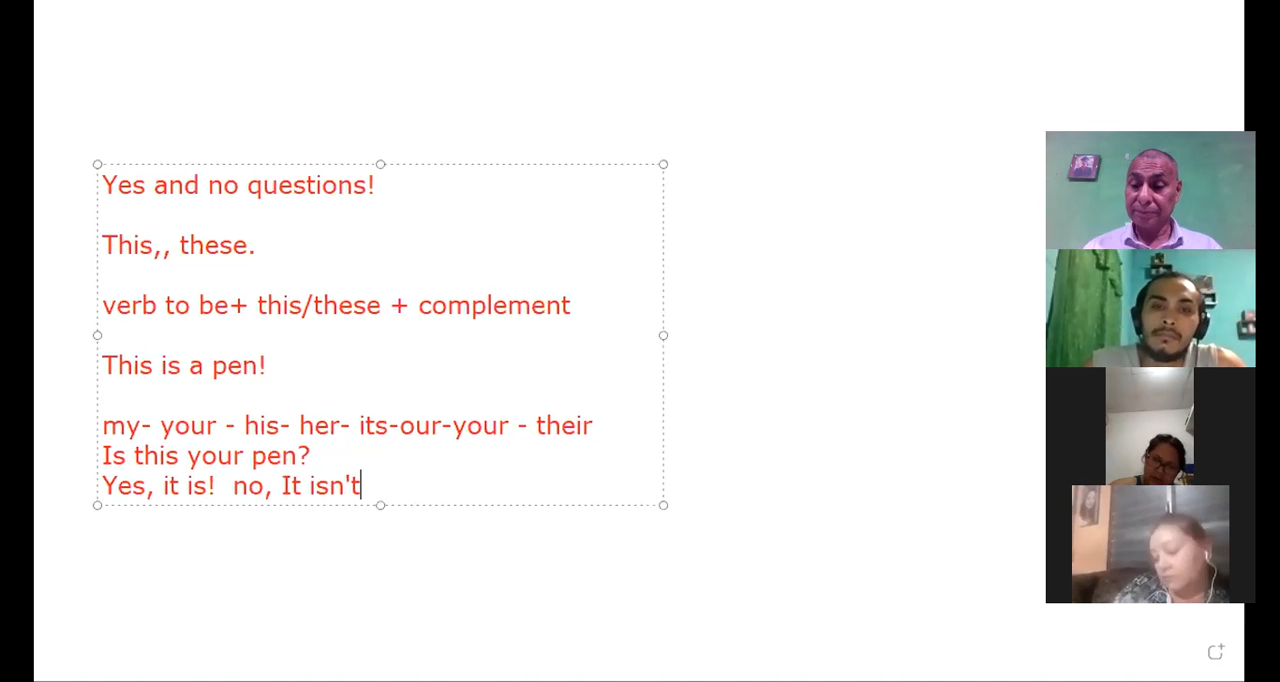 Yes and no questions!
This,, these.
verb to be+ this/these + complement
This is a pen!
my- your - his- her- its-our-your - their
Is this your pen?
Yes, it is!  no, It isn't